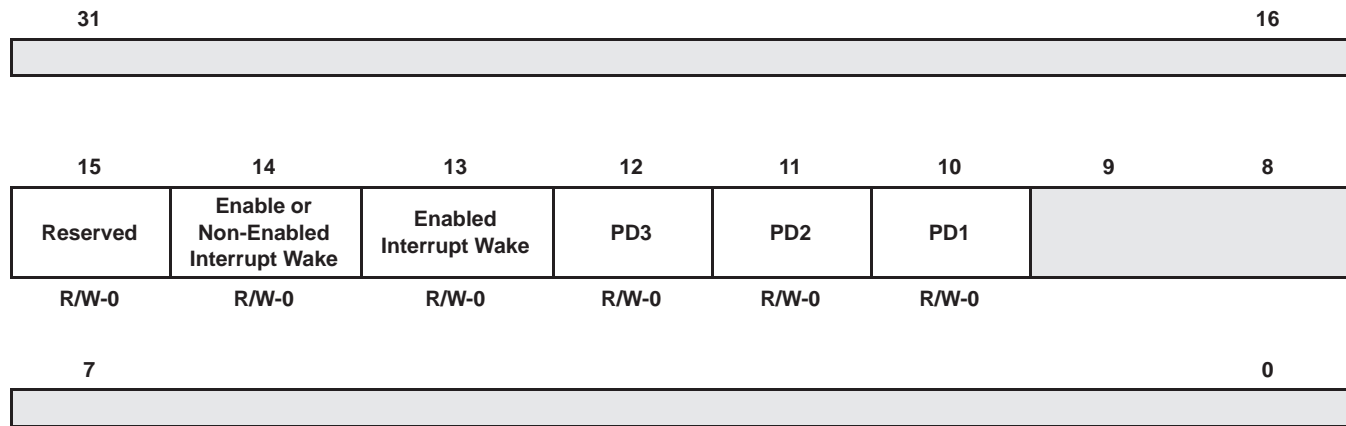 31 16
15 14 13 12 11 10 9 8
Reserved
Enable or
Non-Enabled
Interrupt Wake
Enabled
Interrupt Wake
PD3
PD2
PD1
R/W-0 R/W-0 R/W-0 R/W-0 R/W-0 R/W-0
7 0